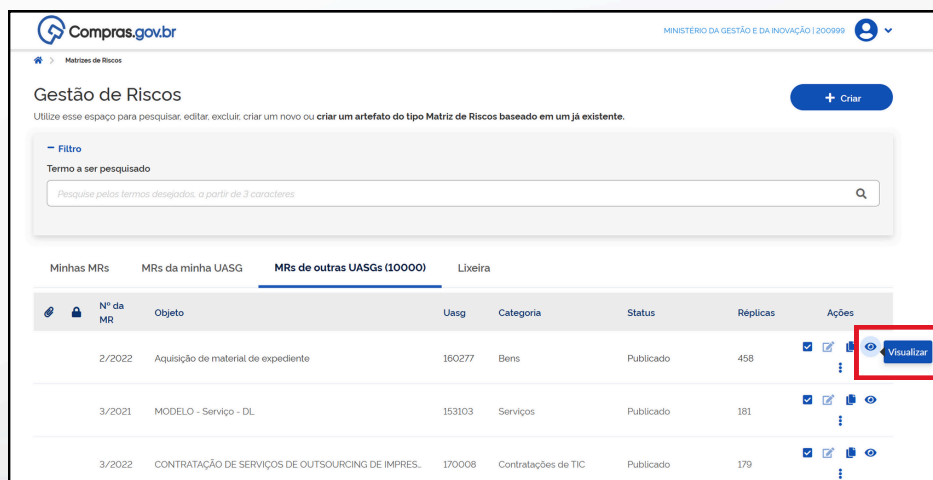 Compras.gov.br
MINISTÉRIO DA GESTÃO E DA INOVAÇÃO | 200999
Matrizes de Riscos
Gestão de Riscos
+ Criar
Utilize esse espaço para pesquisar, editar, excluir, criar um novo ou criar um artefato do tipo Matriz de Riscos baseado em um já existente.
Filtro
Termo a ser pesquisado
Pesquise pelos termos desejados, a partir de 3 caracteres
Minhas MRs MRs da minha UASG MRs de outras UASGs (10000) Lixeira
Nº da MR Objeto Uasg Categoria Status Réplicas Ações
2/2022 Aquisição de material de expediente 160277 Bens Publicado 458 Visualizar
3/2021 MODELO - Serviço - DL 153103 Serviços Publicado 181
3/2022 CONTRATAÇÃO DE SERVIÇOS DE OUTSOURCING DE IMPRES... 170008 Contratações de TIC Publicado 179